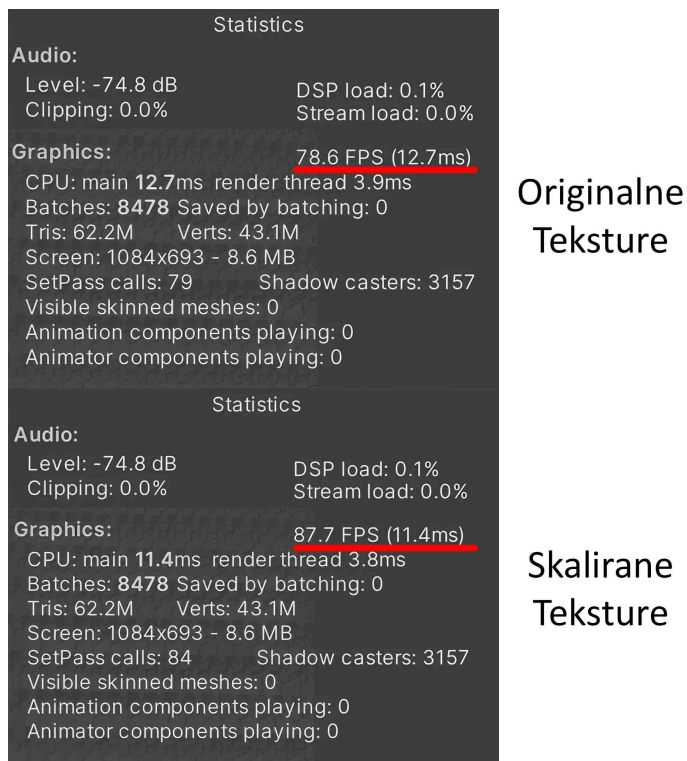 Statistics
Audio:
Level: -74.8 dB DSP load: 0.1%
Clipping: 0.0% Stream load: 0.0%
Graphics: 78.6 FPS (12.7ms)
CPU: main 12.7ms render thread 3.9ms
Batches: 8478 Saved by batching: 0
Tris: 62.2M Verts: 43.1M
Screen: 1084x693 - 8.6 MB
SetPass calls: 79 Shadow casters: 3157
Visible skinned meshes: 0
Animation components playing: 0
Animator components playing: 0
Originalne
Teksture
Statistics
Audio:
Level: -74.8 dB DSP load: 0.1%
Clipping: 0.0% Stream load: 0.0%
Graphics: 87.7 FPS (11.4ms)
CPU: main 11.4ms render thread 3.8ms
Batches: 8478 Saved by batching: 0
Tris: 62.2M Verts: 43.1M
Screen: 1084x693 - 8.6 MB
SetPass calls: 84 Shadow casters: 3157
Visible skinned meshes: 0
Animation components playing: 0
Animator components playing: 0
Skalirane
Teksture